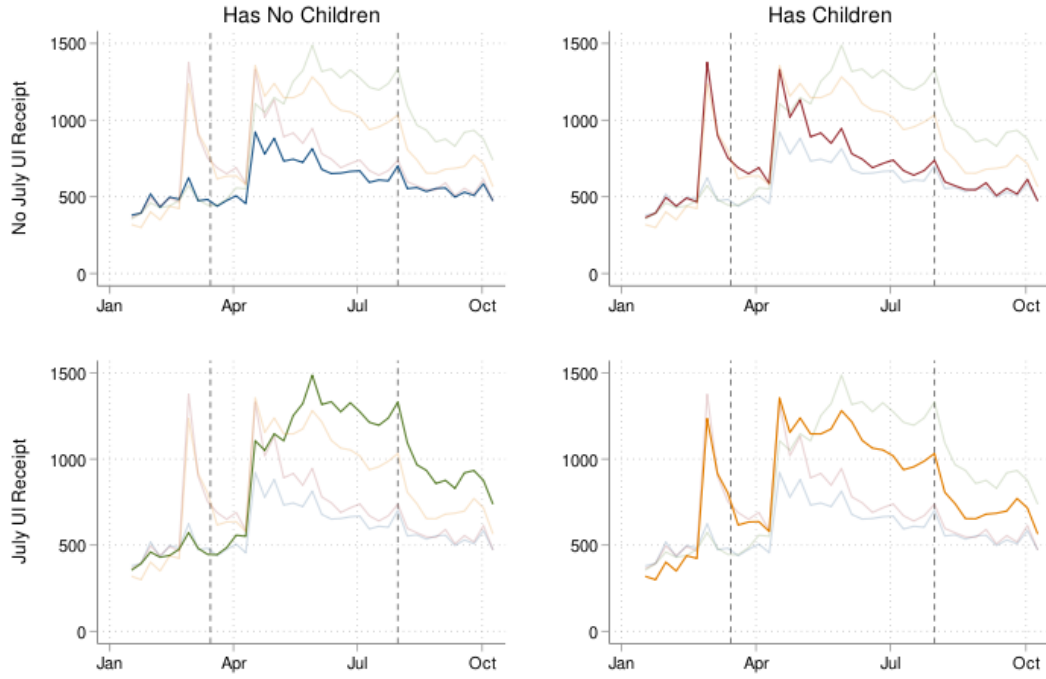 Has No Children
Has Children
No July UI Receipt
1500
1000
500
0
Jan
Apr
Jul
Oct
1500
1000
500
0
Jan
Apr
Jul
Oct
July UI Receipt
1500
1000
500
0
Jan
Apr
Jul
Oct
1500
1000
500
0
Jan
Apr
Jul
Oct